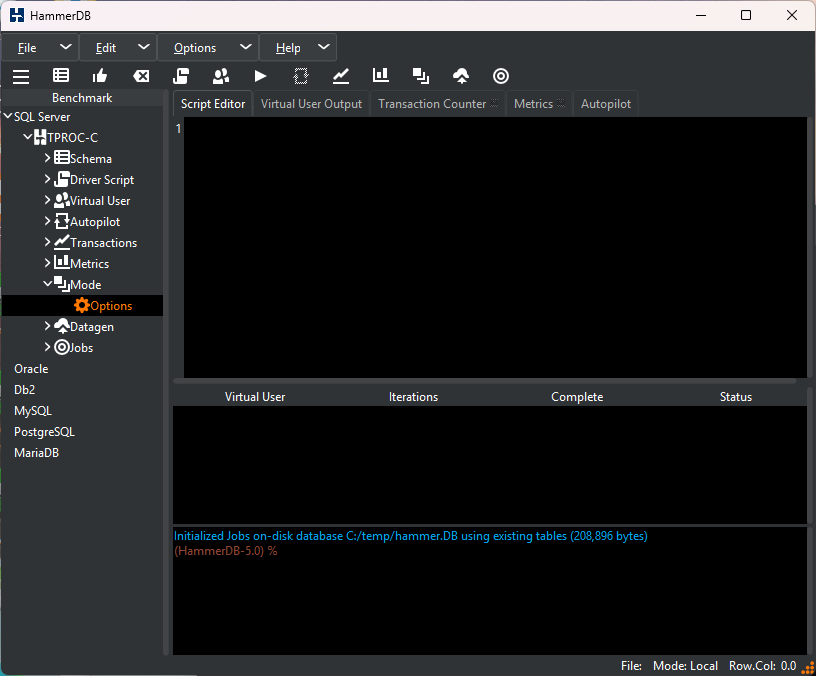 HammerDB
File Edit Options Help
Benchmark
Script Editor Virtual User Output Transaction Counter Metrics Autopilot
SQL Server
TPROC-C
Schema
Driver Script
Virtual User
Autopilot
Transactions
Metrics
Mode
Options
Datagen
Jobs
Oracle
Db2
MySQL
PostgreSQL
MariaDB
1
Virtual User Iterations Complete Status
Initialized Jobs on-disk database C:/temp/hammer.DB using existing tables (208,896 bytes)
(HammerDB-5.0) %
File: Mode: Local Row.Col: 0.0